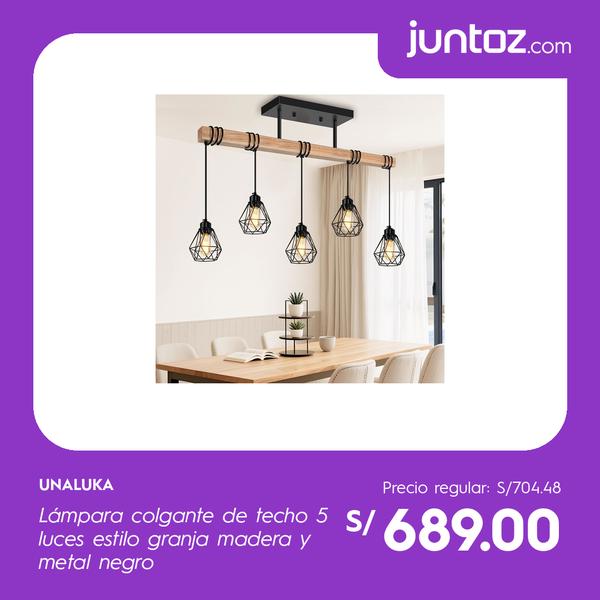 juntoz.com
UNALUKA
Lámpara colgante de techo 5
luces estilo granja madera y
metal negro
Precio regular: S/704.48
S/ 689.00